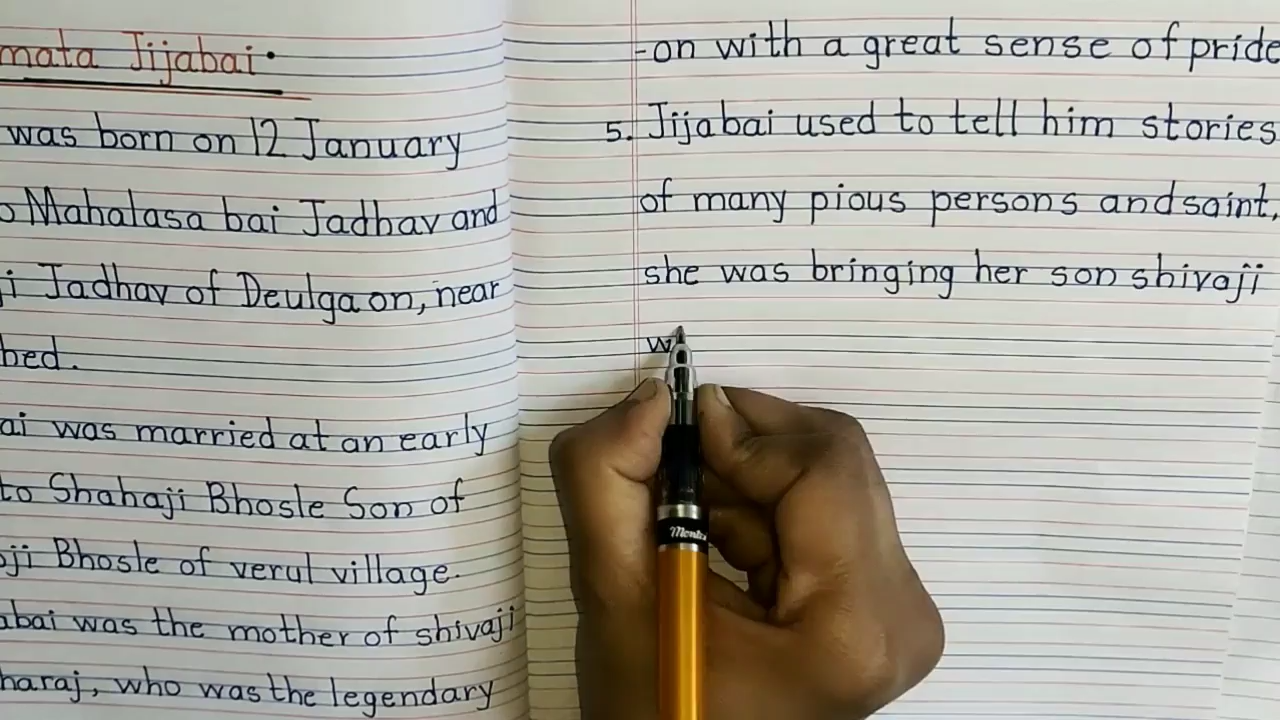 mata Jijabai.
was born on 12 January
Mahalasa bai Jadhav and
ji Jadhav of Deulgaon, near
bed.
ai was married at an early
to Shahaji Bhosle Son of
oji Bhosle of verul village.
abai was the mother of shivaji
haraj, who was the legendary
-on with a great sense of pride
5. Jijabai used to tell him stories
of many pious persons and saint,
she was bringing her son shivaji
w